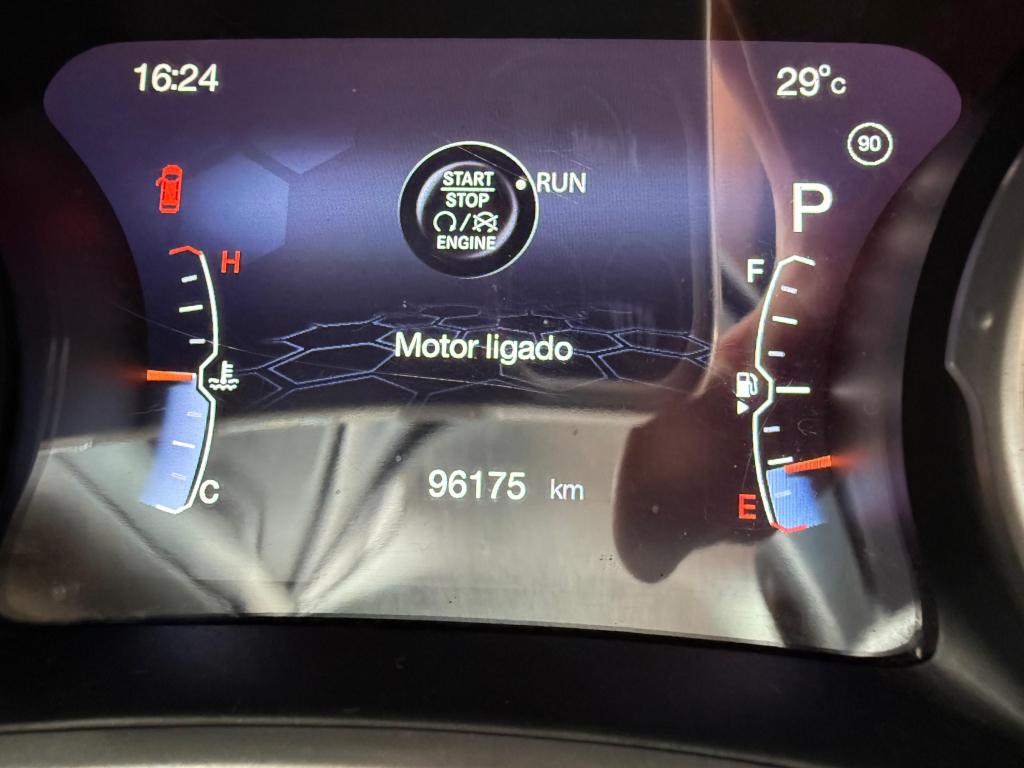 16:24
29°C
90
START
STOP
RUN
ENGINE
P
H
F
Motor ligado
C
96175 km
E